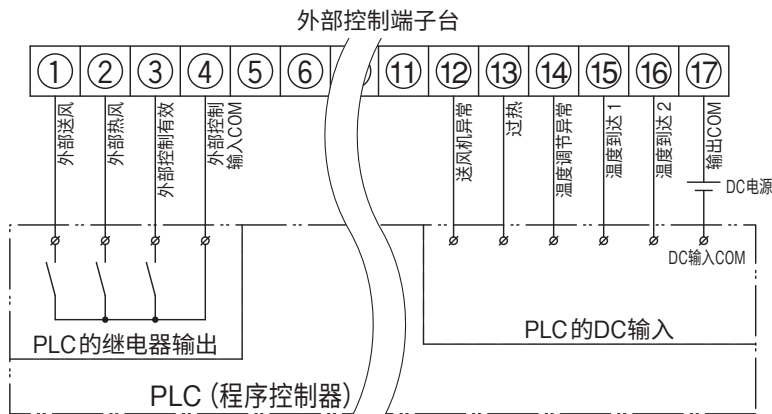 外部控制端子台
1 2 3 4 5 6 11 12 13 14 15 16 17
外部送风
外部热风
外部控制有效
外部控制
输入COM
送风机异常
过热
温度调节异常
温度到达1
温度到达2
输出COM
DC电源
DC输入COM
PLC的继电器输出
PLC的DC输入
PLC（程序控制器）